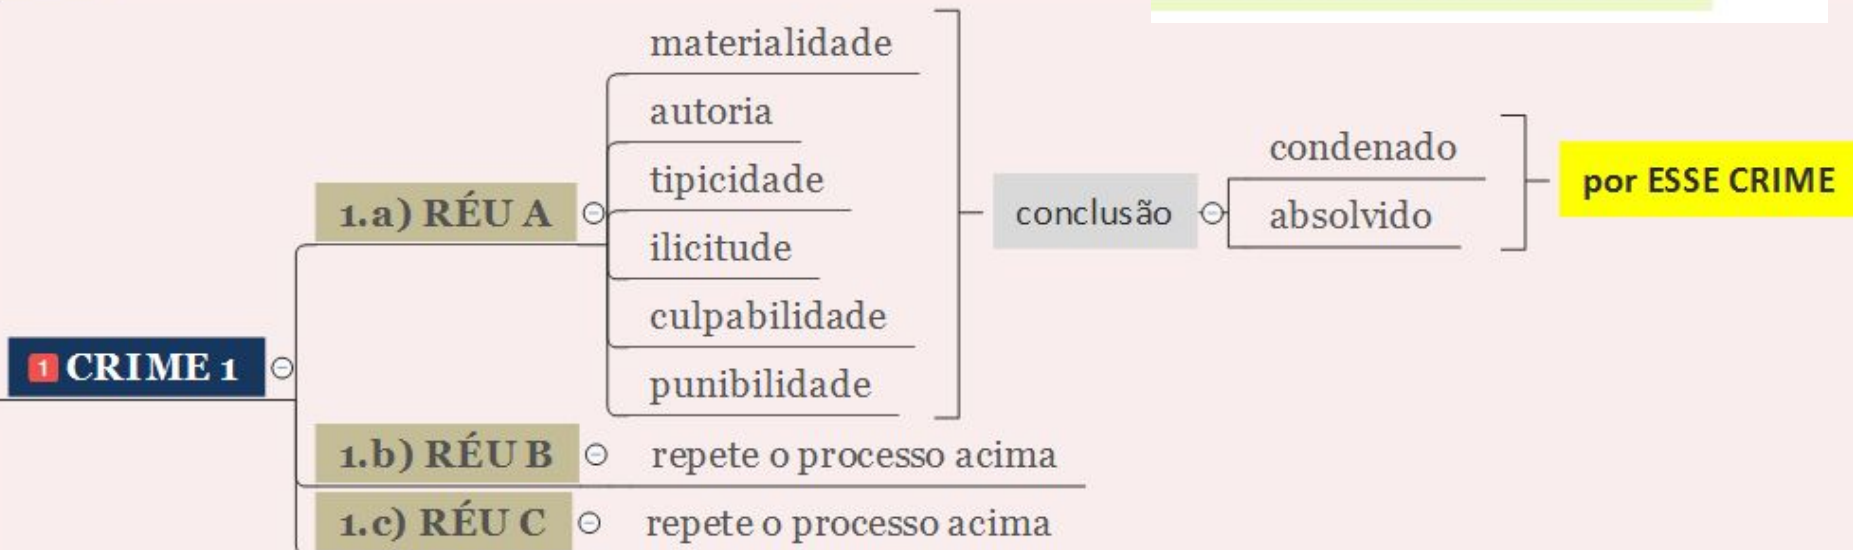 materialidade
autoria
tipicidade
ilicitude
culpabilidade
punibilidade
1.a) RÉU A
conclusão
condenado
absolvido
por ESSE CRIME
1 CRIME 1
1.b) RÉU B
repete o processo acima
1.c) RÉU C
repete o processo acima